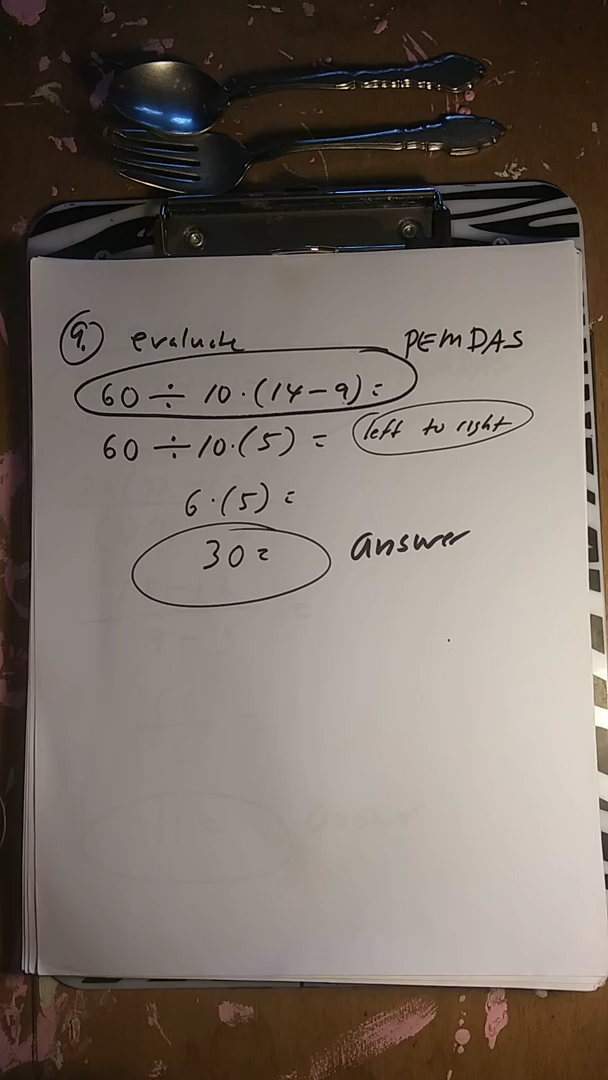 9. evaluate PEMDAS
60 ÷ 10·(14-9)=
60 ÷ 10·(5) = left to right
6·(5)=
30= answer